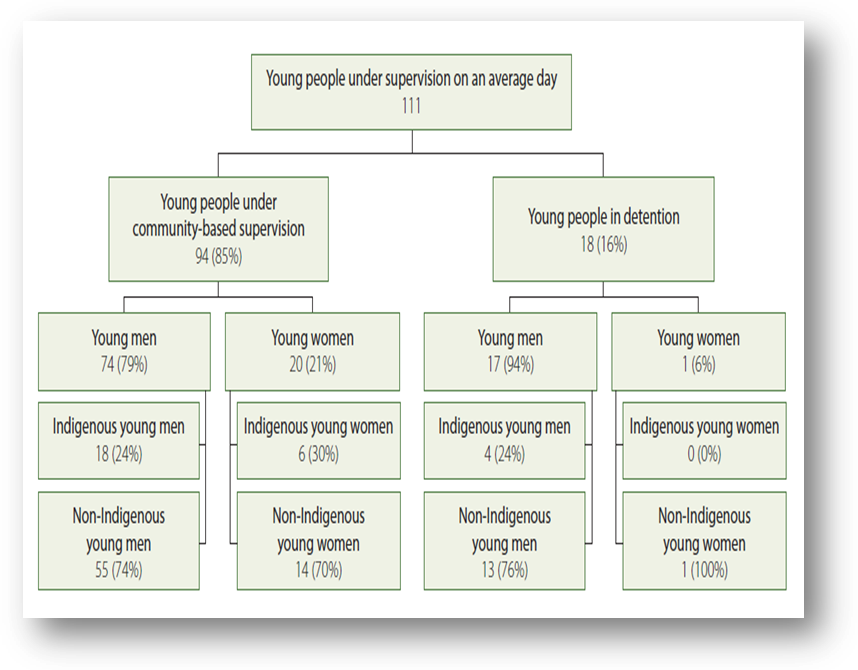 Young people under supervision on an average day
111
Young people under
community-based supervision
94 (85%)
Young people in detention
18 (16%)
Young men
74 (79%)
Young women
20 (21%)
Young men
17 (94%)
Young women
1 (6%)
Indigenous young men
18 (24%)
Indigenous young women
6 (30%)
Indigenous young men
4 (24%)
Indigenous young women
0 (0%)
Non-Indigenous
young men
55 (74%)
Non-Indigenous
young women
14 (70%)
Non-Indigenous
young men
13 (76%)
Non-Indigenous
young women
1 (100%)